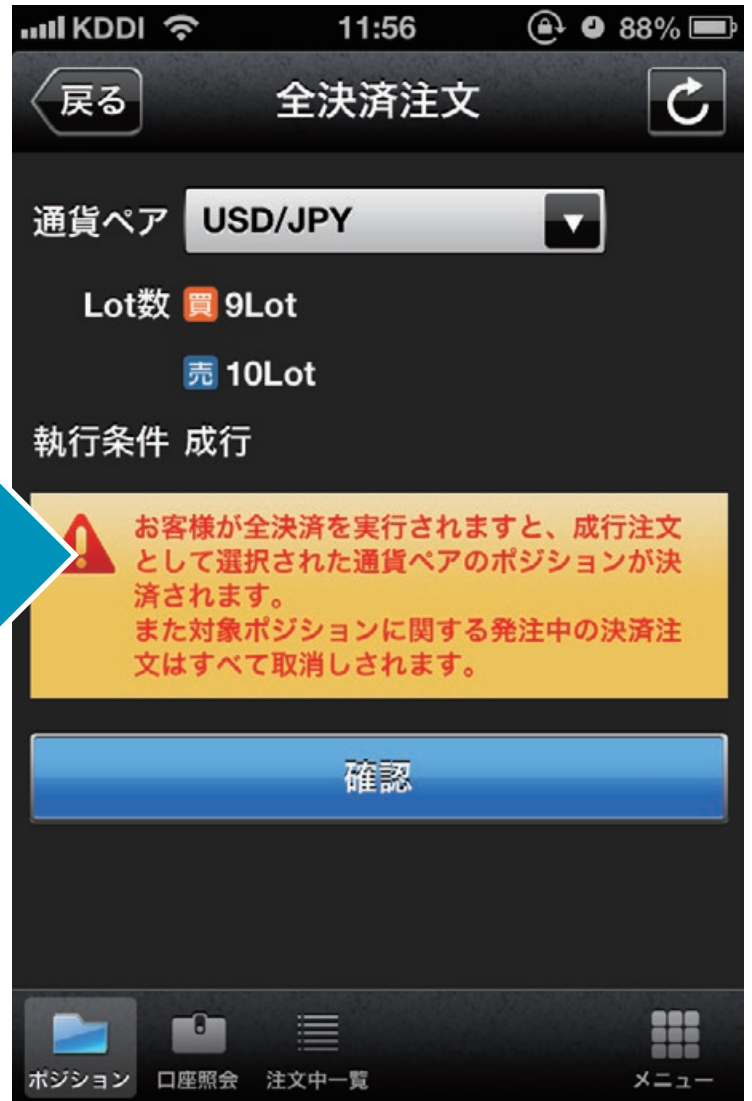 KDDI 11:56 88%
戻る 全決済注文
通貨ペア USD/JPY
Lot数 買 9Lot
売 10Lot
執行条件 成行
お客様が全決済を実行されますと、成行注文
として選択された通貨ペアのポジションが決
済されます。
また対象ポジションに関する発注中の決済注
文はすべて取消しされます。
確認
ポジション 口座照会 注文中一覧 メニュー